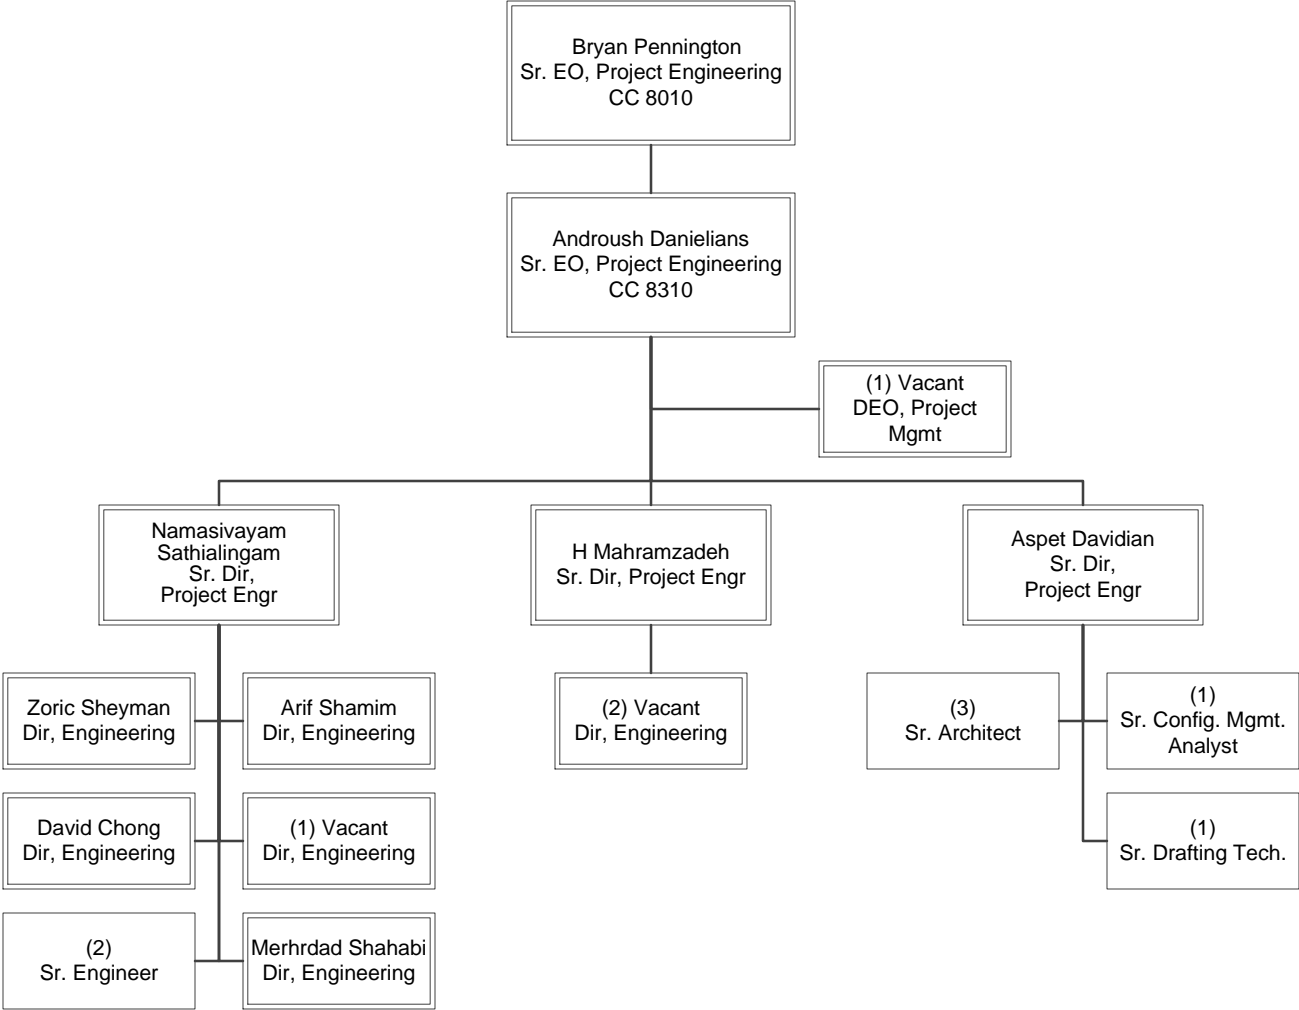 Bryan Pennington
Sr. EO, Project Engineering
CC 8010
Androush Danielians
Sr. EO, Project Engineering
CC 8310
(1) Vacant
DEO, Project
Mgmt
Namasivayam
Sathialingam
Sr. Dir,
Project Engr
H Mahramzadeh
Sr. Dir, Project Engr
Aspet Davidian
Sr. Dir,
Project Engr
Zoric Sheyman
Dir, Engineering
Arif Shamim
Dir, Engineering
(2) Vacant
Dir, Engineering
(3)
Sr. Architect
(1)
Sr. Config. Mgmt.
Analyst
David Chong
Dir, Engineering
(1) Vacant
Dir, Engineering
(1)
Sr. Drafting Tech.
(2)
Sr. Engineer
Merhrdad Shahabi
Dir, Engineering